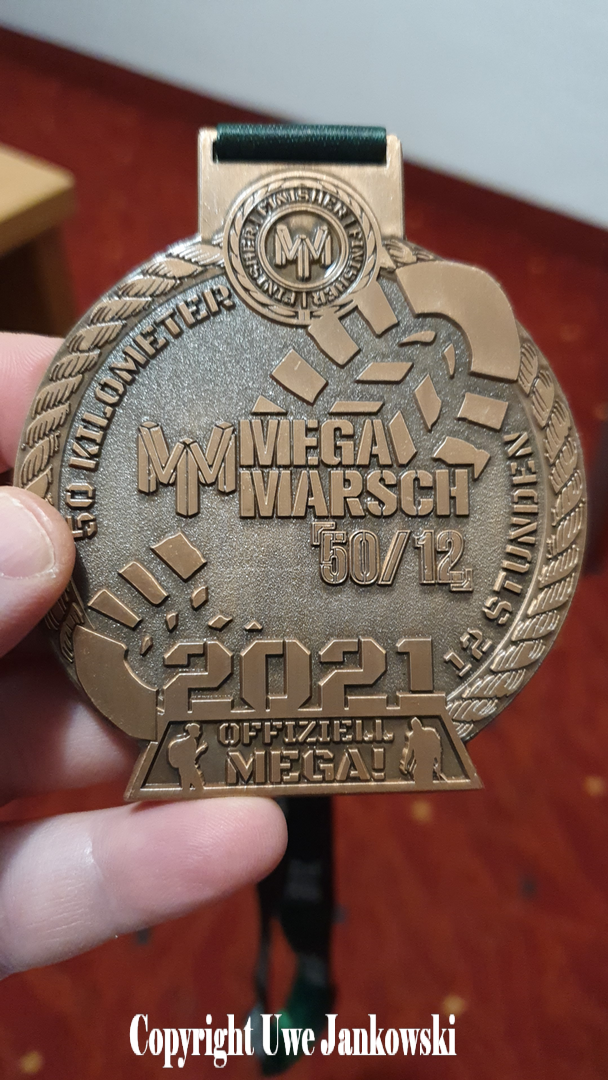 FINISHER | FINISHER | FINISHER |
MM
50 KILOMETER
MM MEGA
MARSCH
50/12
12 STUNDEN
2021
OFFIZIELL
MEGA!
Copyright Uwe Jankowski